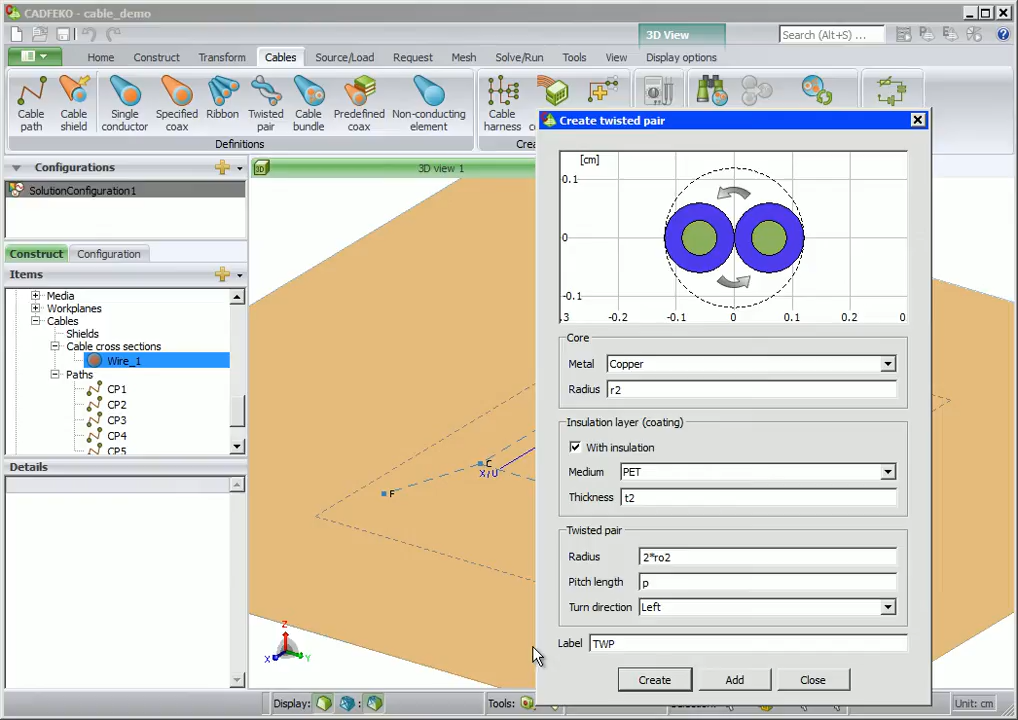 CADFEKO - cable_demo
3D View
Search (Alt+S) ...
Home Construct Transform Cables Source/Load Request Mesh Solve/Run Tools View Display options
Cable path
Cable shield
Single conductor
Specified coax
Ribbon
Twisted pair
Cable bundle
Predefined coax
Non-conducting element
Cable harness
Definitions
Create twisted pair
Configurations
SolutionConfiguration1
Construct Configuration
Items
Media
Workplanes
Cables
Shields
Cable cross sections
Wire_1
Paths
CP1
CP2
CP3
CP4
CP5
Details
3D
3D view 1
C
X/U
F
Z
X
Y
[cm]
0.1
0
-0.1
.3 -0.2 -0.1 0 0.1 0.2 0
Core
Metal Copper
Radius r2
Insulation layer (coating)
With insulation
Medium PET
Thickness t2
Twisted pair
Radius 2*ro2
Pitch length p
Turn direction Left
Label TWP
Create Add Close
Display: Tools: Unit: cm